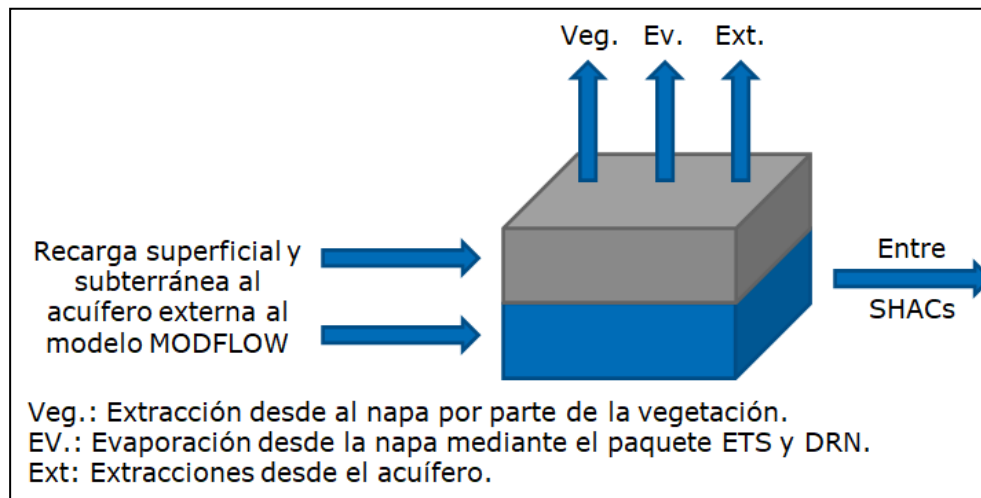 Veg. Ev. Ext.
Recarga superficial y
subterránea al
acuífero externa al
modelo MODFLOW
Entre
SHACs
Veg.: Extracción desde al napa por parte de la vegetación.
EV.: Evaporación desde la napa mediante el paquete ETS y DRN.
Ext: Extracciones desde el acuífero.